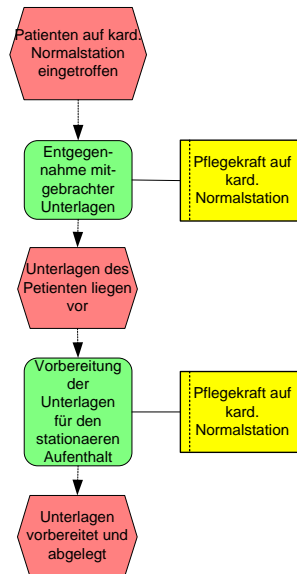 Patienten auf kard.
Normalstation
eingetroffen
Entgegen-
nahme mit-
gebrachter
Unterlagen
Pflegekraft auf
kard.
Normalstation
Unterlagen des
Petienten liegen
vor
Vorbereitung
der
Unterlagen
für den
stationaeren
Aufenthalt
Pflegekraft auf
kard.
Normalstation
Unterlagen
vorbereitet und
abgelegt